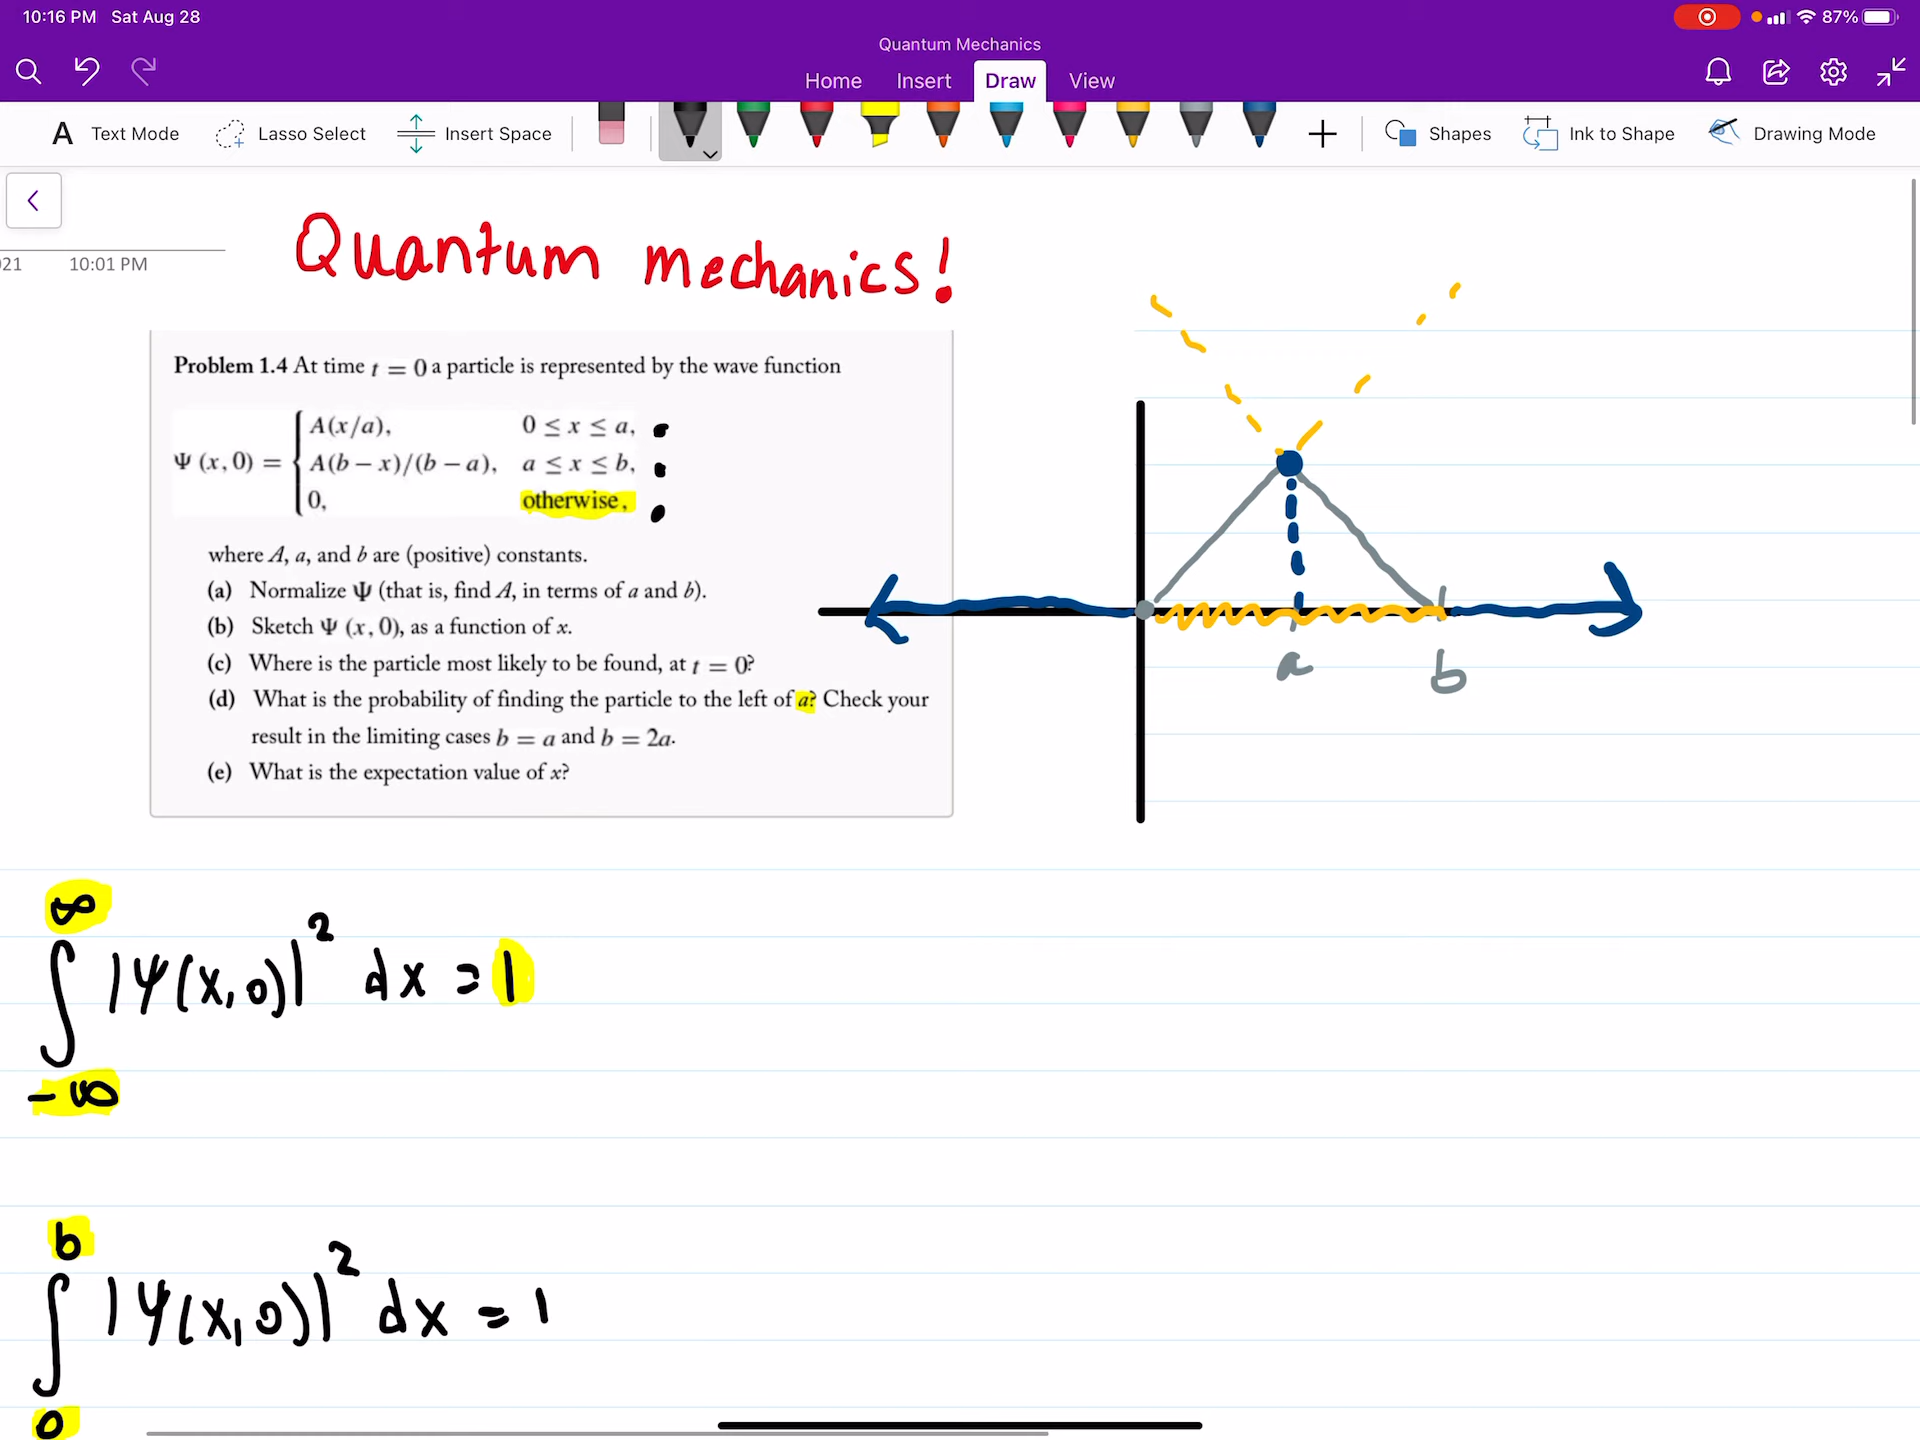 10:16 PM Sat Aug 28
87%
Quantum Mechanics
Home Insert Draw View
A Text Mode Lasso Select Insert Space Shapes Ink to Shape Drawing Mode
21 10:01 PM
Quantum mechanics!
Problem 1.4 At time t = 0 a particle is represented by the wave function
Ψ (x, 0) = { A(x/a), 0 ≤ x ≤ a,
A(b − x)/(b − a), a ≤ x ≤ b,
0, otherwise,
where A, a, and b are (positive) constants.
(a) Normalize Ψ (that is, find A, in terms of a and b).
(b) Sketch Ψ (x, 0), as a function of x.
(c) Where is the particle most likely to be found, at t = 0?
(d) What is the probability of finding the particle to the left of a? Check your
result in the limiting cases b = a and b = 2a.
(e) What is the expectation value of x?
a b
∞
∫ |Ψ(x,0)|² dx = 1
-∞
b
∫ |Ψ(x,0)|² dx = 1
0